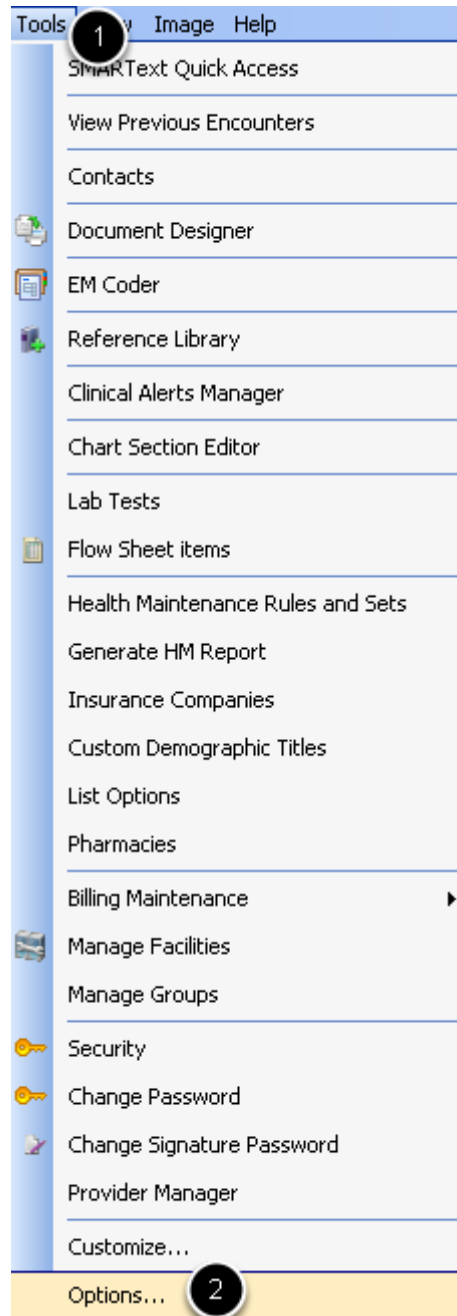 Tools 1 Image Help
SMARText Quick Access
View Previous Encounters
Contacts
Document Designer
EM Coder
Reference Library
Clinical Alerts Manager
Chart Section Editor
Lab Tests
Flow Sheet items
Health Maintenance Rules and Sets
Generate HM Report
Insurance Companies
Custom Demographic Titles
List Options
Pharmacies
Billing Maintenance
Manage Facilities
Manage Groups
Security
Change Password
Change Signature Password
Provider Manager
Customize...
Options... 2